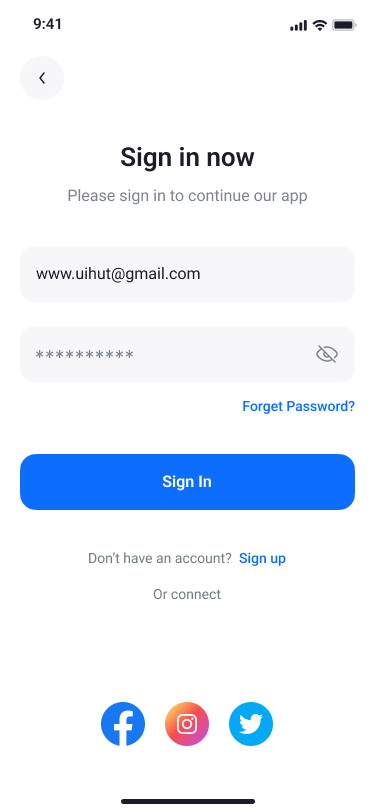 9:41
Sign in now
Please sign in to continue our app
www.uihut@gmail.com
**********
Forget Password?
Sign In
Don't have an account? Sign up
Or connect